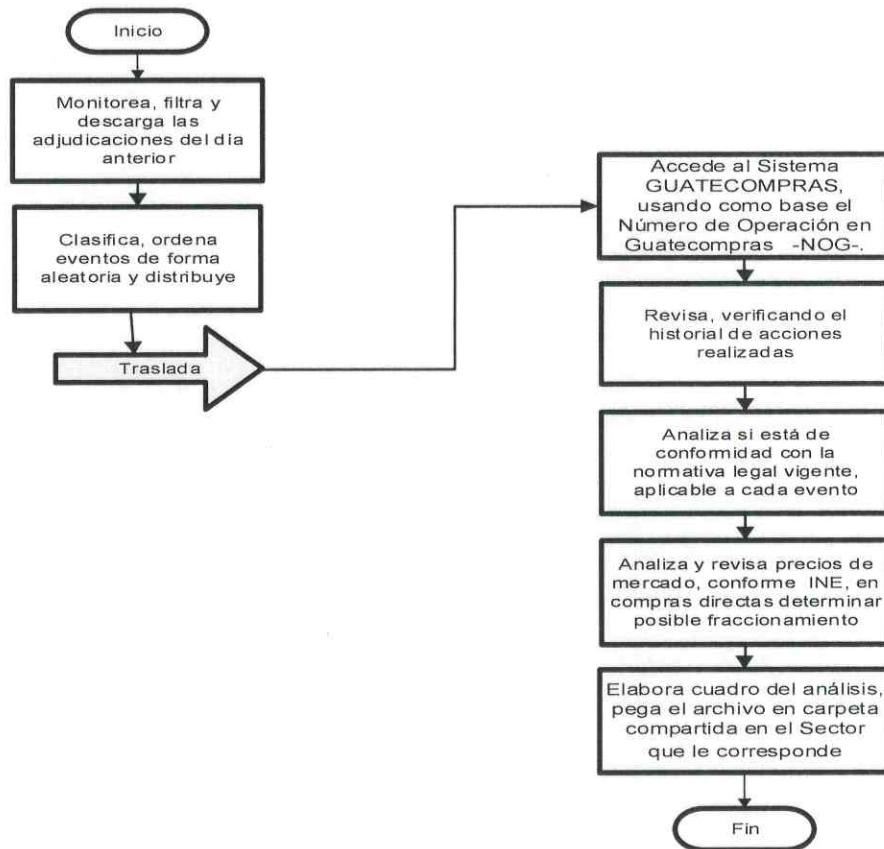 Inicio
Monitorea, filtra y
descarga las
adjudicaciones del día
anterior
Clasifica, ordena
eventos de forma
aleatoria y distribuye
Traslada
Accede al Sistema
GUATECOMPRAS,
usando como base el
Número de Operación en
Guatecompras -NOG-.
Revisa, verificando el
historial de acciones
realizadas
Analiza si está de
conformidad con la
normativa legal vigente,
aplicable a cada evento
Analiza y revisa precios de
mercado, conforme INE, en
compras directas determinar
posible fraccionamiento
Elabora cuadro del análisis,
pega el archivo en carpeta
compartida en el Sector
que le corresponde
Fin